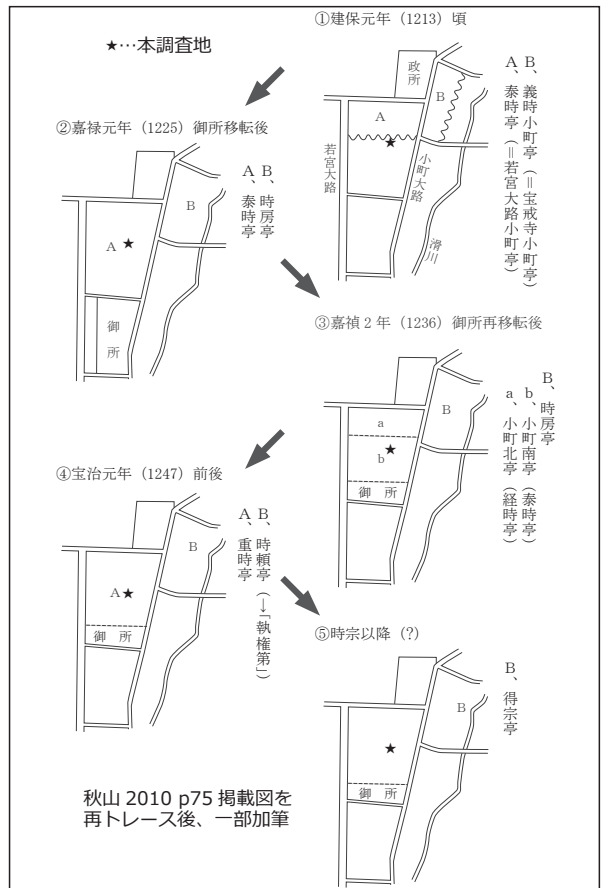 ①建保元年（1213）頃
★…本調査地
政所
A
B
若宮大路
小町大路
滑川
B、義時小町亭（＝宝戒寺小町亭）
A、泰時亭（＝若宮大路小町亭）
②嘉禄元年（1225）御所移転後
A
B
御所
B、時房亭
A、泰時亭
③嘉禎2年（1236）御所再移転後
a
b
B
御所
B、時房亭
b、小町南亭（泰時亭）
a、小町北亭（経時亭）
④宝治元年（1247）前後
A
B
御所
B、時頼亭（→「執権第」）
A、重時亭
⑤時宗以降（?）
B
御所
B、得宗亭
秋山 2010 p75 掲載図を
再トレース後、一部加筆